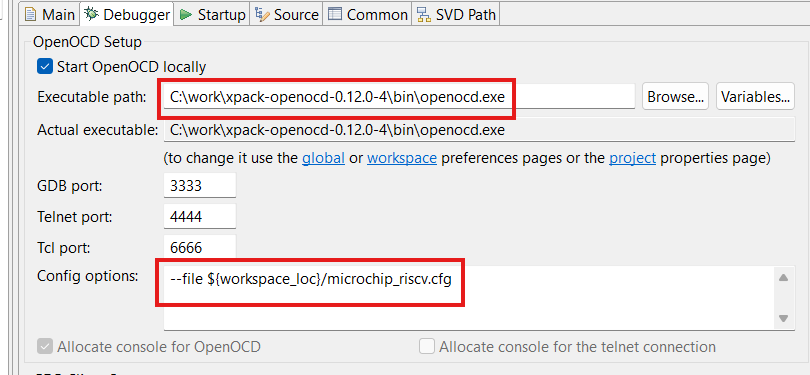 Main Debugger Startup Source Common SVD Path
OpenOCD Setup
Start OpenOCD locally
Executable path: C:\work\xpack-openocd-0.12.0-4\bin\openocd.exe Browse... Variables...
Actual executable: C:\work\xpack-openocd-0.12.0-4\bin\openocd.exe
(to change it use the global or workspace preferences pages or the project properties page)
GDB port: 3333
Telnet port: 4444
Tcl port: 6666
Config options: --file ${workspace_loc}/microchip_riscv.cfg
Allocate console for OpenOCD Allocate console for the telnet connection